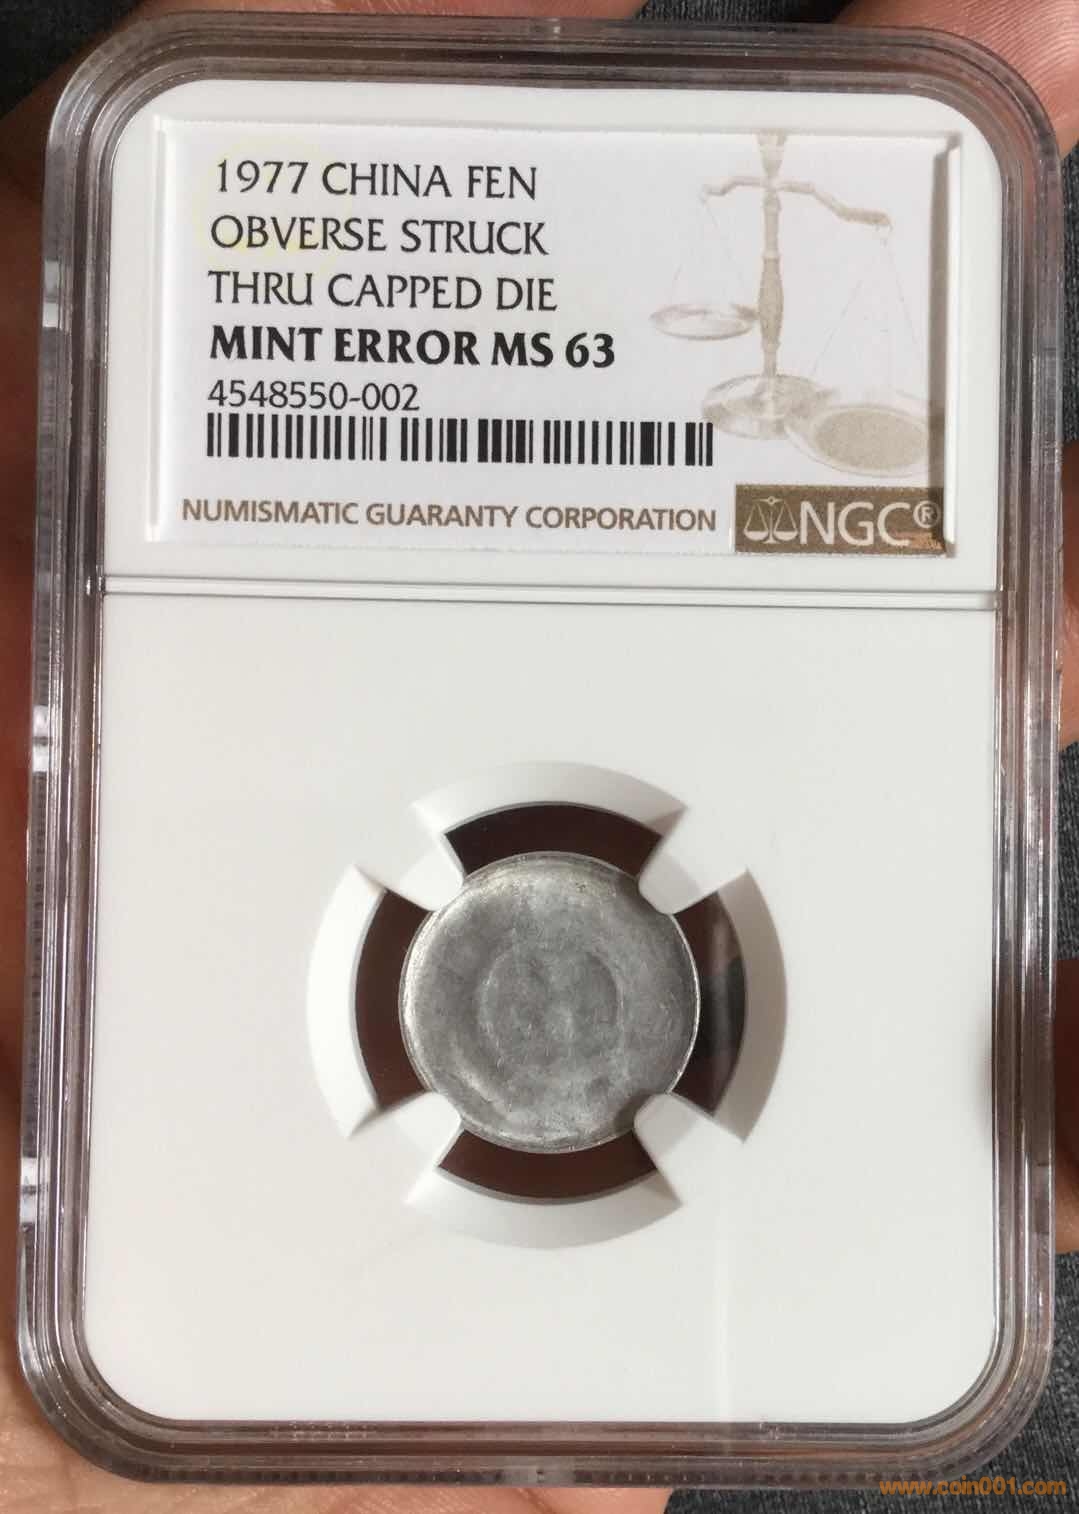 1977 CHINA FEN
OBVERSE STRUCK
THRU CAPPED DIE
MINT ERROR MS 63
4548550-002
NUMISMATIC GUARANTY CORPORATION
NGC®
www.coin001.com